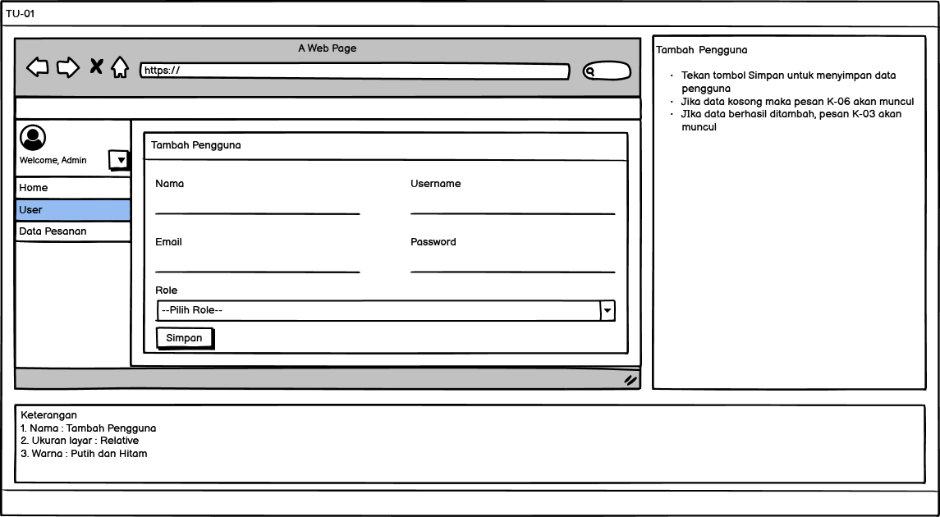 TU-01
A Web Page
https://
Welcome, Admin
Home
User
Data Pesanan
Tambah Pengguna
Nama
Username
Email
Password
Role
--Pilih Role--
Simpan
Tambah Pengguna
· Tekan tombol Simpan untuk menyimpan data
pengguna
· Jika data kosong maka pesan K-06 akan muncul
· JIka data berhasil ditambah, pesan K-03 akan
muncul
Keterangan
1. Nama : Tambah Pengguna
2. Ukuran layar : Relative
3. Warna : Putih dan Hitam